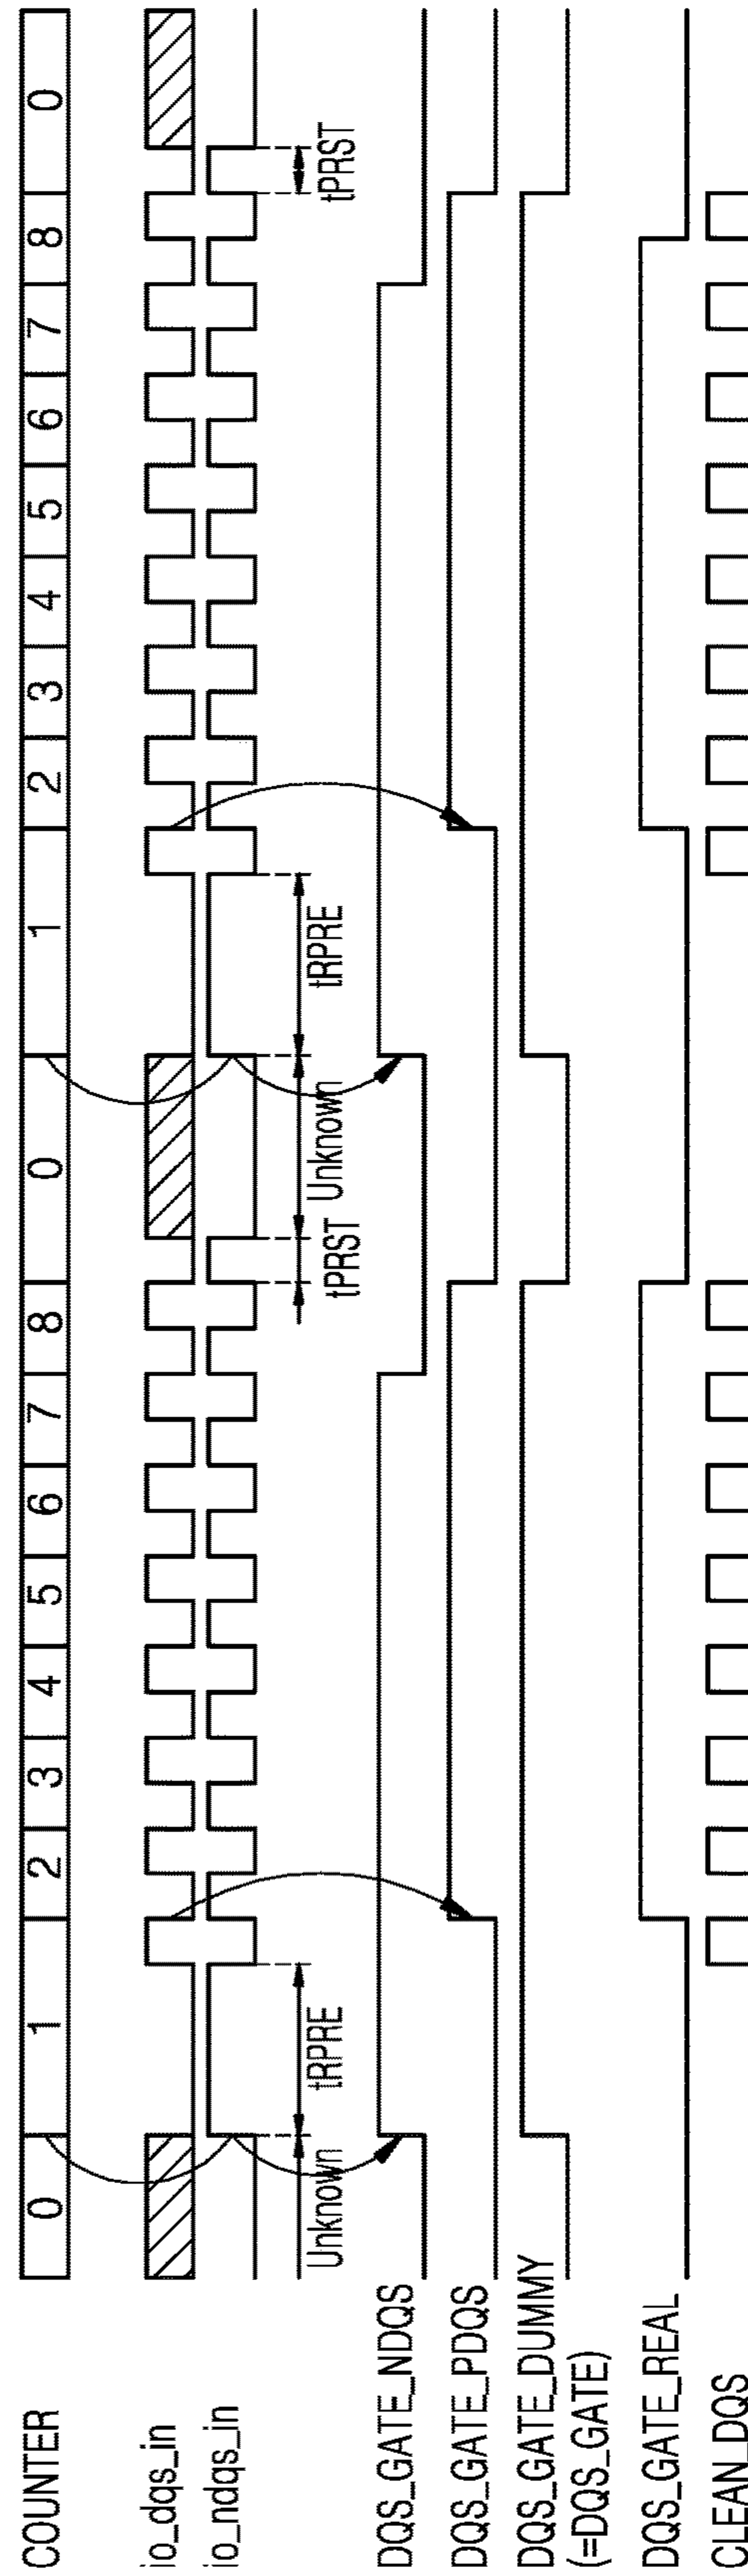 COUNTER 0 1 2 3 4 5 6 7 8 0 1 2 3 4 5 6 7 8 0
io_dqs_in
io_ndqs_in
Unknown tRPRE tPRST Unknown tRPRE tPRST
DQS_GATE_NDQS
DQS_GATE_PDQS
DQS_GATE_DUMMY
(=DQS_GATE)
DQS_GATE_REAL
CLEAN_DQS